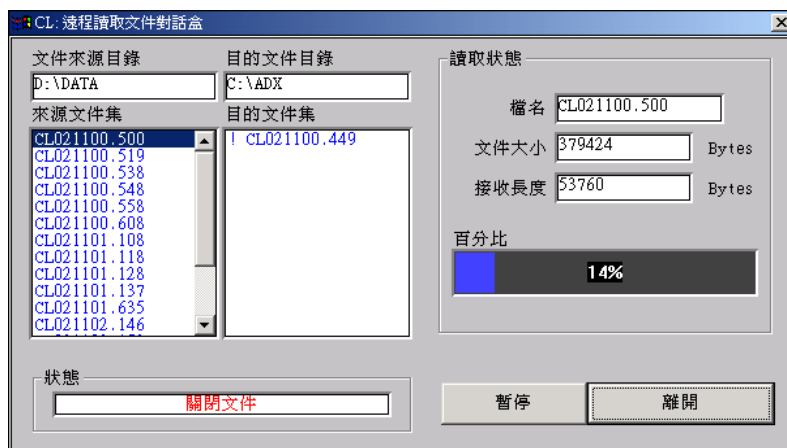 CL: 遠程讀取文件對話盒
文件來源目錄
D:\DATA
來源文件集
CL021100.500
CL021100.519
CL021100.538
CL021100.548
CL021100.558
CL021100.608
CL021101.108
CL021101.118
CL021101.128
CL021101.137
CL021101.635
CL021102.146
目的文件目錄
C:\ADX
目的文件集
! CL021100.449
讀取狀態
檔名 CL021100.500
文件大小 379424 Bytes
接收長度 53760 Bytes
百分比
14%
狀態
關閉文件
暫停
離開